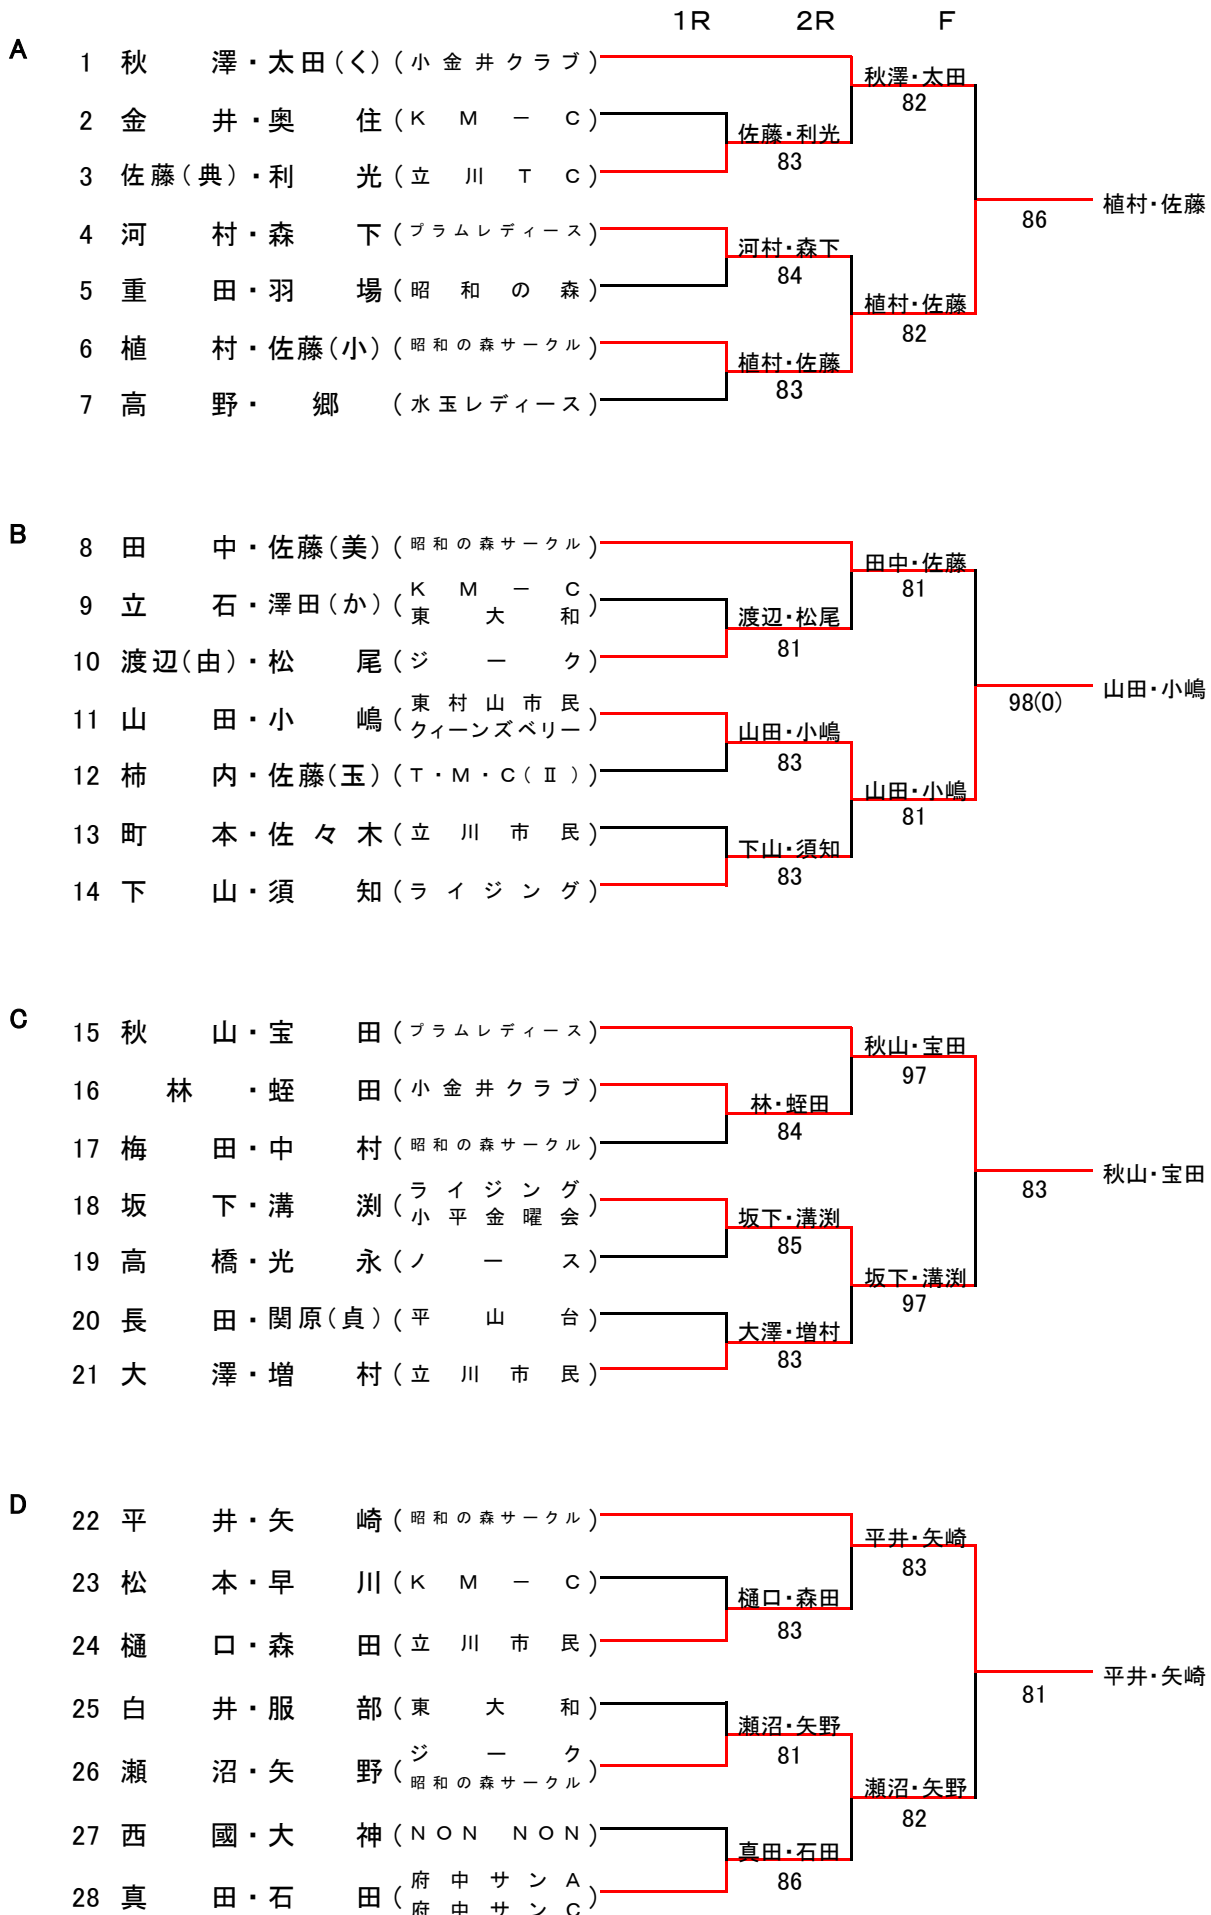 1R 2R F
A
1 秋澤・太田(く) (小金井クラブ)
秋澤・太田
82
2 金井・奥住 (KM－C)
佐藤・利光
83
3 佐藤(典)・利光 (立川TC)
植村・佐藤
86
4 河村・森下 (プラムレディース)
河村・森下
84
5 重田・羽場 (昭和の森)
植村・佐藤
82
6 植村・佐藤(小) (昭和の森サークル)
植村・佐藤
83
7 高野・郷 (水玉レディース)
B
8 田中・佐藤(美) (昭和の森サークル)
田中・佐藤
81
9 立石・澤田(か) (KM－C
東大和)
渡辺・松尾
81
10 渡辺(由)・松尾 (ジーク)
山田・小嶋
98(0)
11 山田・小嶋 (東村山市民
クィーンズベリー)
山田・小嶋
83
12 柿内・佐藤(玉) (T・M・C(Ⅱ))
山田・小嶋
81
13 町本・佐々木 (立川市民)
下山・須知
83
14 下山・須知 (ライジング)
C
15 秋山・宝田 (プラムレディース)
秋山・宝田
97
16 林・蛭田 (小金井クラブ)
林・蛭田
84
17 梅田・中村 (昭和の森サークル)
秋山・宝田
83
18 坂下・溝渕 (ライジング
小平金曜会)
坂下・溝渕
85
19 高橋・光永 (ノース)
坂下・溝渕
97
20 長田・関原(貞) (平山台)
大澤・増村
83
21 大澤・増村 (立川市民)
D
22 平井・矢崎 (昭和の森サークル)
平井・矢崎
83
23 松本・早川 (KM－C)
樋口・森田
83
24 樋口・森田 (立川市民)
平井・矢崎
81
25 白井・服部 (東大和)
瀬沼・矢野
81
26 瀬沼・矢野 (ジーク
昭和の森サークル)
瀬沼・矢野
82
27 西國・大神 (NON NON)
真田・石田
86
28 真田・石田 (府中サンA
府中サンC)